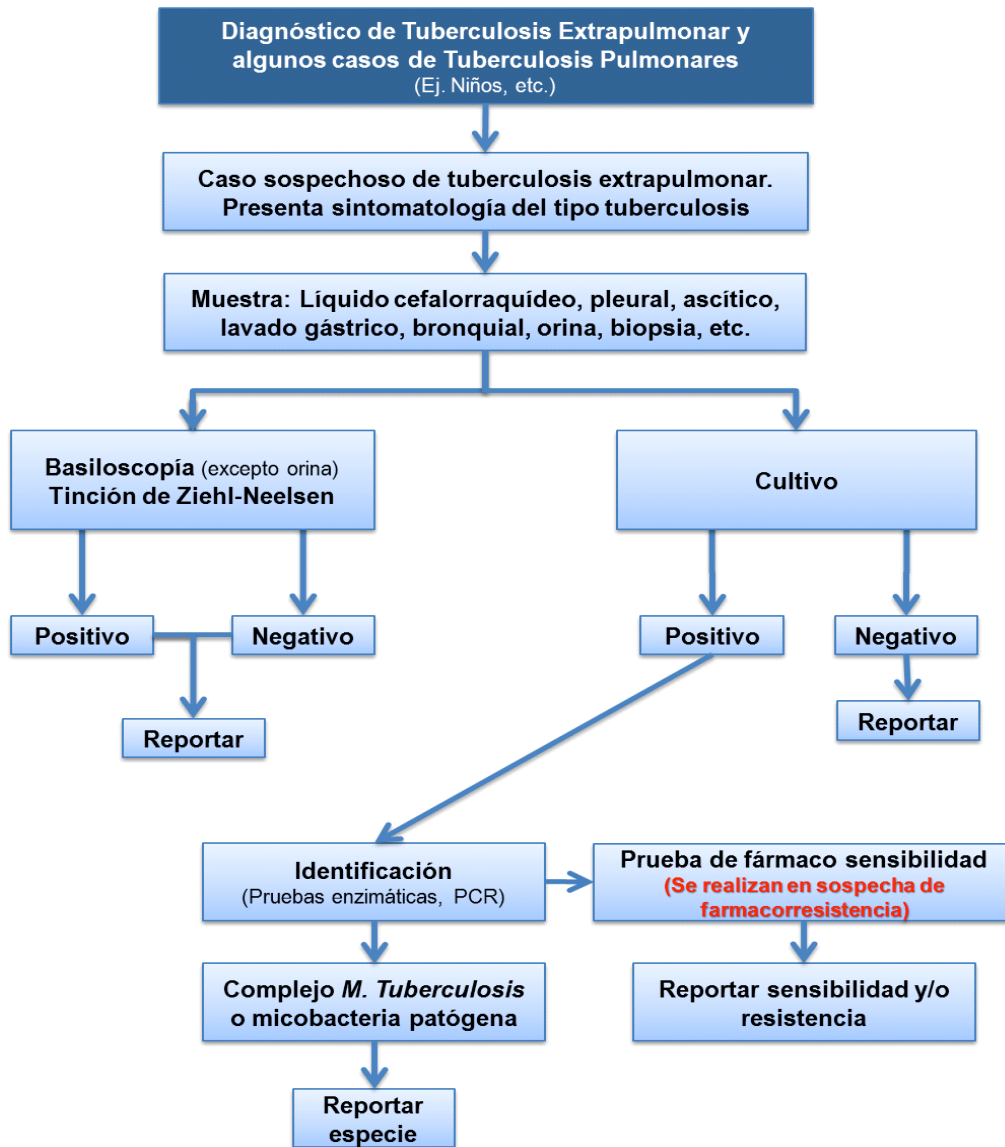 Diagnóstico de Tuberculosis Extrapulmonar y
algunos casos de Tuberculosis Pulmonares
(Ej. Niños, etc.)
Caso sospechoso de tuberculosis extrapulmonar.
Presenta sintomatología del tipo tuberculosis
Muestra: Líquido cefalorraquídeo, pleural, ascítico,
lavado gástrico, bronquial, orina, biopsia, etc.
Basiloscopía (excepto orina)
Tinción de Ziehl-Neelsen
Cultivo
Positivo
Negativo
Positivo
Negativo
Reportar
Reportar
Identificación
(Pruebas enzimáticas, PCR)
Prueba de fármaco sensibilidad
(Se realizan en sospecha de
farmacorresistencia)
Complejo M. Tuberculosis
o micobacteria patógena
Reportar sensibilidad y/o
resistencia
Reportar
especie